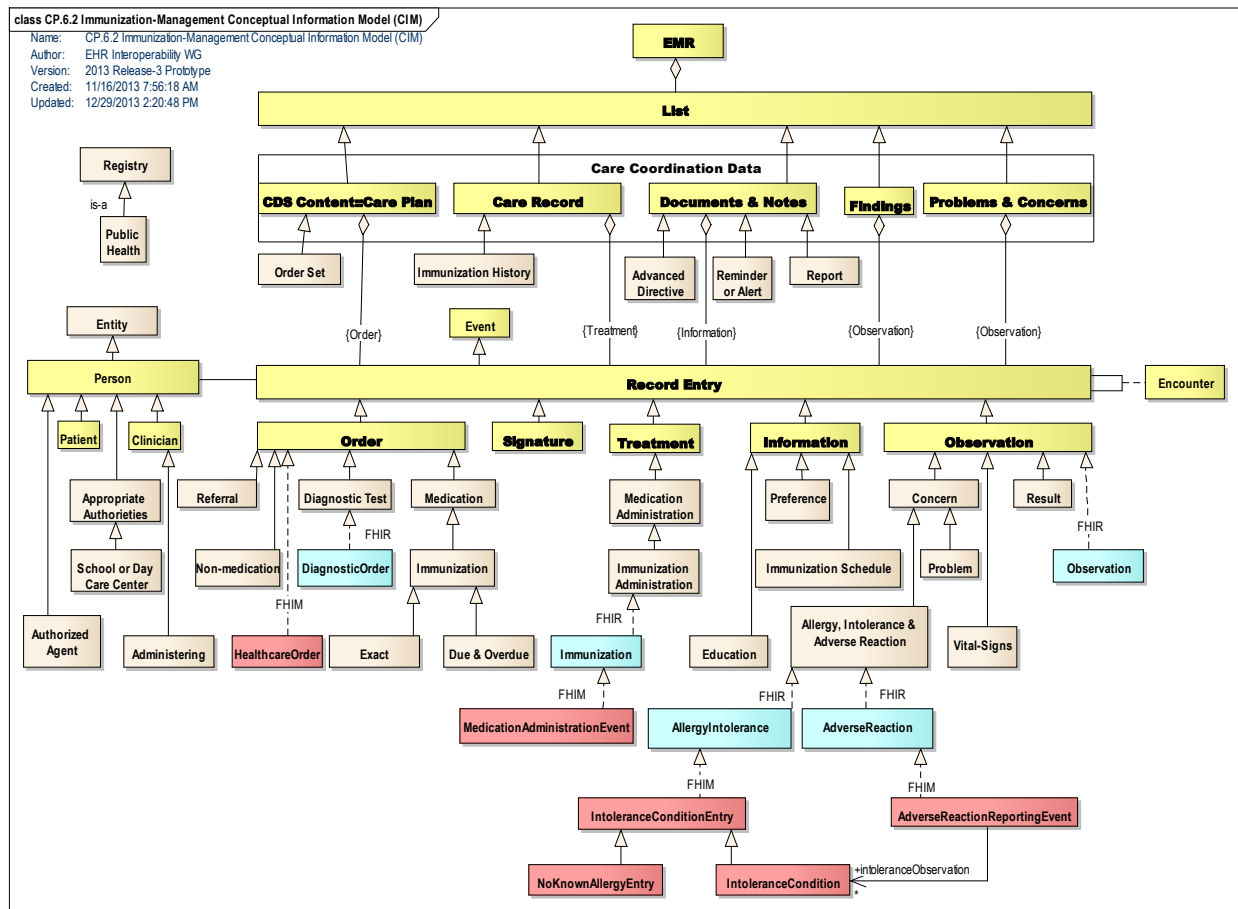 class CP.6.2 Immunization-Management Conceptual Information Model (CIM)
Name: CP.6.2 Immunization-Management Conceptual Information Model (CIM)
Author: EHR Interoperability WG
Version: 2013 Release-3 Prototype
Created: 11/16/2013 7:56:18 AM
Updated: 12/29/2013 2:20:48 PM
EMR
List
Care Coordination Data
Registry
is-a
Public
Health
CDS Content=Care Plan
Care Record
Documents & Notes
Findings
Problems & Concerns
Order Set
Immunization History
Advanced
Directive
Reminder
or Alert
Report
Entity
Event
{Order}
{Treatment}
{Information}
{Observation}
{Observation}
Person
Record Entry
Encounter
Patient
Clinician
Order
Signature
Treatment
Information
Observation
Referral
Diagnostic Test
Medication
Appropriate
Authorieties
Medication
Administration
Preference
Concern
Result
FHIR
FHIR
School or Day
Care Center
Non-medication
DiagnosticOrder
Immunization
Immunization
Administration
Immunization Schedule
Problem
Observation
FHIM
FHIR
Authorized
Agent
Administering
HealthcareOrder
Exact
Due & Overdue
Immunization
Education
Allergy, Intolerance &
Adverse Reaction
Vital-Signs
FHIM
FHIR
FHIR
MedicationAdministrationEvent
AllergyIntolerance
AdverseReaction
FHIM
FHIM
IntoleranceConditionEntry
AdverseReactionReportingEvent
NoKnownAllergyEntry
IntoleranceCondition
+intoleranceObservation
*